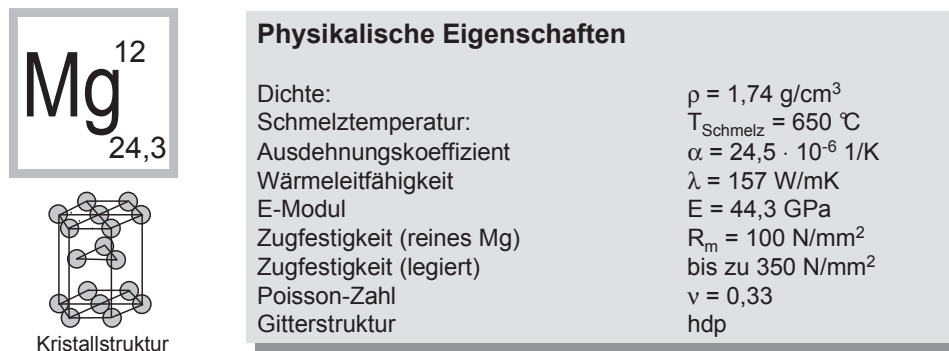 Mg 12
24,3
Kristallstruktur
Physikalische Eigenschaften
Dichte: ρ = 1,74 g/cm³
Schmelztemperatur: T_Schmelz = 650 °C
Ausdehnungskoeffizient α = 24,5 · 10⁻⁶ 1/K
Wärmeleitfähigkeit λ = 157 W/mK
E-Modul E = 44,3 GPa
Zugfestigkeit (reines Mg) Rₘ = 100 N/mm²
Zugfestigkeit (legiert) bis zu 350 N/mm²
Poisson-Zahl ν = 0,33
Gitterstruktur hdp